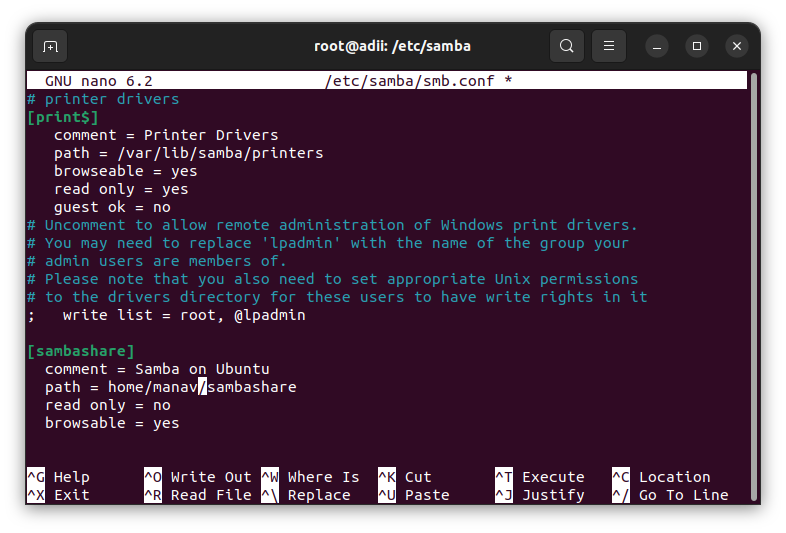 root@adii: /etc/samba
GNU nano 6.2 /etc/samba/smb.conf *
# printer drivers
[print$]
comment = Printer Drivers
path = /var/lib/samba/printers
browseable = yes
read only = yes
guest ok = no
# Uncomment to allow remote administration of Windows print drivers.
# You may need to replace 'lpadmin' with the name of the group your
# admin users are members of.
# Please note that you also need to set appropriate Unix permissions
# to the drivers directory for these users to have write rights in it
;   write list = root, @lpadmin
[sambashare]
comment = Samba on Ubuntu
path = home/manav/sambashare
read only = no
browsable = yes
^G Help ^O Write Out ^W Where Is ^K Cut ^T Execute ^C Location
^X Exit ^R Read File ^\ Replace ^U Paste ^J Justify ^/ Go To Line